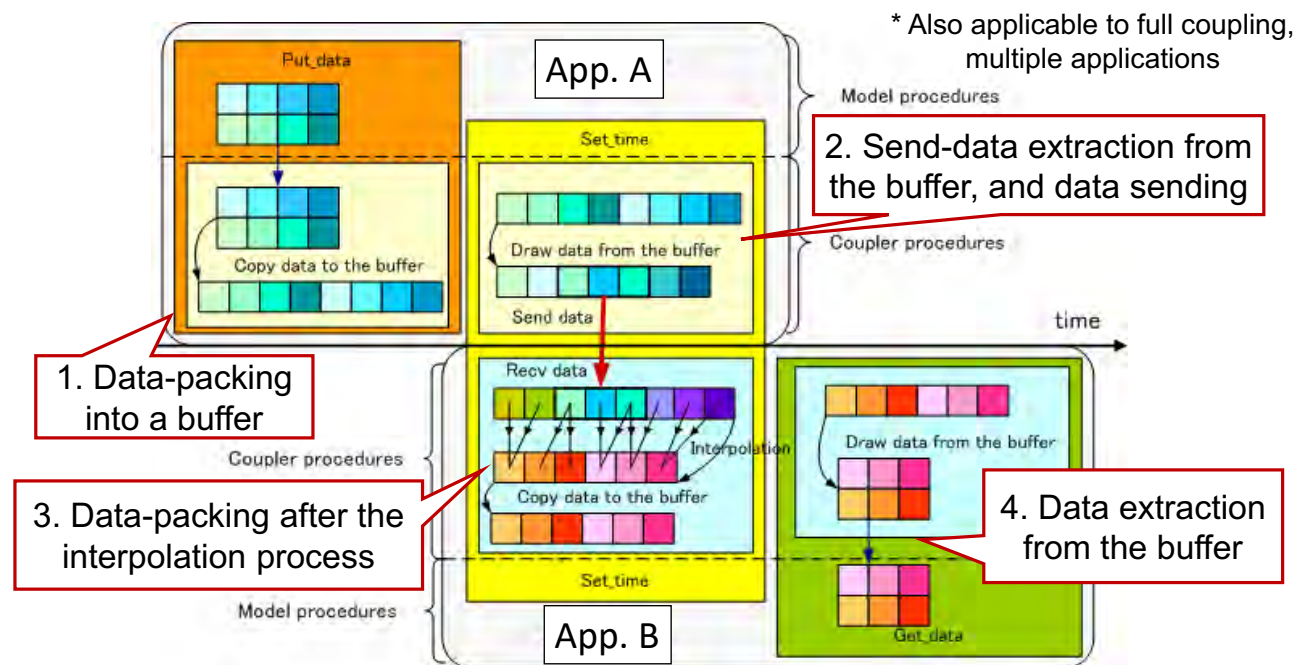 * Also applicable to full coupling,
multiple applications
Put_data
App. A
Model procedures
Set_time
2. Send-data extraction from
the buffer, and data sending
Copy data to the buffer
Draw data from the buffer
Coupler procedures
Send data
time
1. Data-packing
into a buffer
Recv data
Draw data from the buffer
Interpolation
Coupler procedures
Copy data to the buffer
3. Data-packing after the
interpolation process
4. Data extraction
from the buffer
Set_time
Model procedures
App. B
Get_data